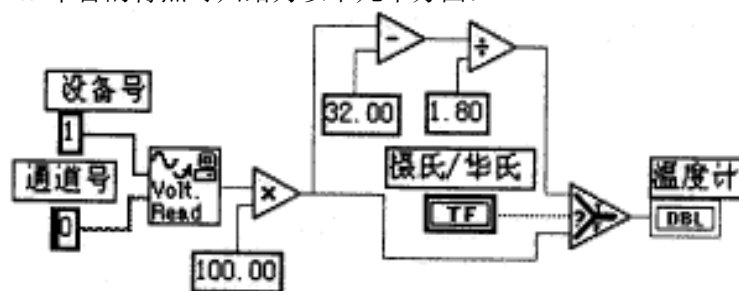 设备号
1
通道号
0
Volt.
Read
×
100.00
-
32.00
÷
1.80
摄氏/华氏
TF
?
温度计
DBL